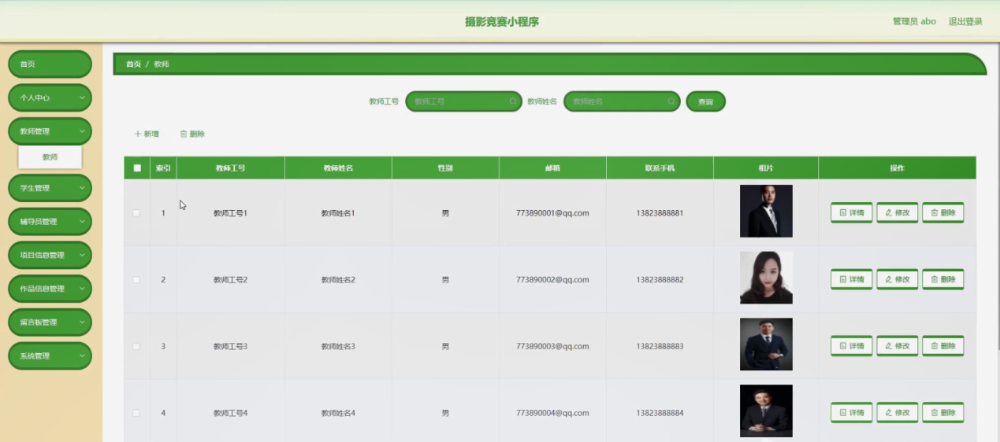 摄影竞赛小程序
管理员 abo 退出登录
首页
个人中心
教师管理
教师
学生管理
辅导员管理
项目信息管理
作品信息管理
留言板管理
系统管理
首页 / 教师
教师工号 教师工号 教师姓名 教师姓名 查询
新增 删除
索引 教师工号 教师姓名 性别 邮箱 联系手机 相片 操作
1 教师工号1 教师姓名1 男 773890001@qq.com 13823888881 详情 修改 删除
2 教师工号2 教师姓名2 男 773890002@qq.com 13823888882 详情 修改 删除
3 教师工号3 教师姓名3 男 773890003@qq.com 13823888883 详情 修改 删除
4 教师工号4 教师姓名4 男 773890004@qq.com 13823888884 详情 修改 删除